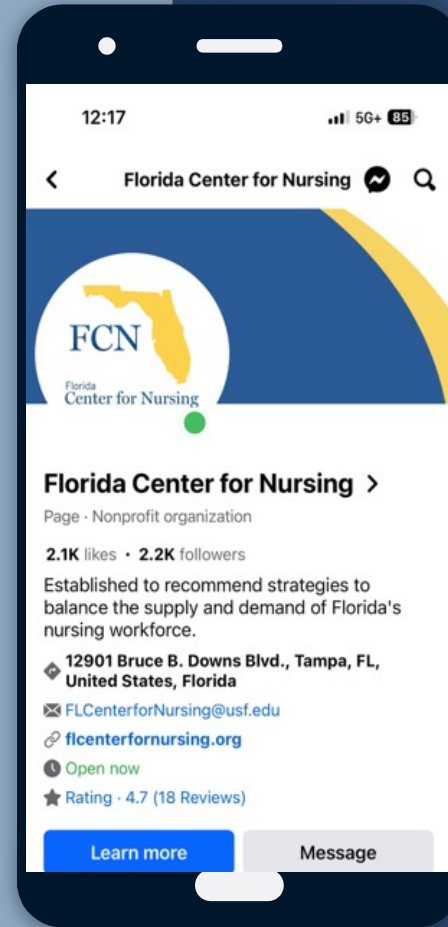 12:17
5G+ 85
Florida Center for Nursing
FCN
Florida
Center for Nursing
Florida Center for Nursing
Page · Nonprofit organization
2.1K likes · 2.2K followers
Established to recommend strategies to
balance the supply and demand of Florida's
nursing workforce.
12901 Bruce B. Downs Blvd., Tampa, FL,
United States, Florida
FLCenterforNursing@usf.edu
flcenterfornursing.org
Open now
Rating · 4.7 (18 Reviews)
Learn more
Message